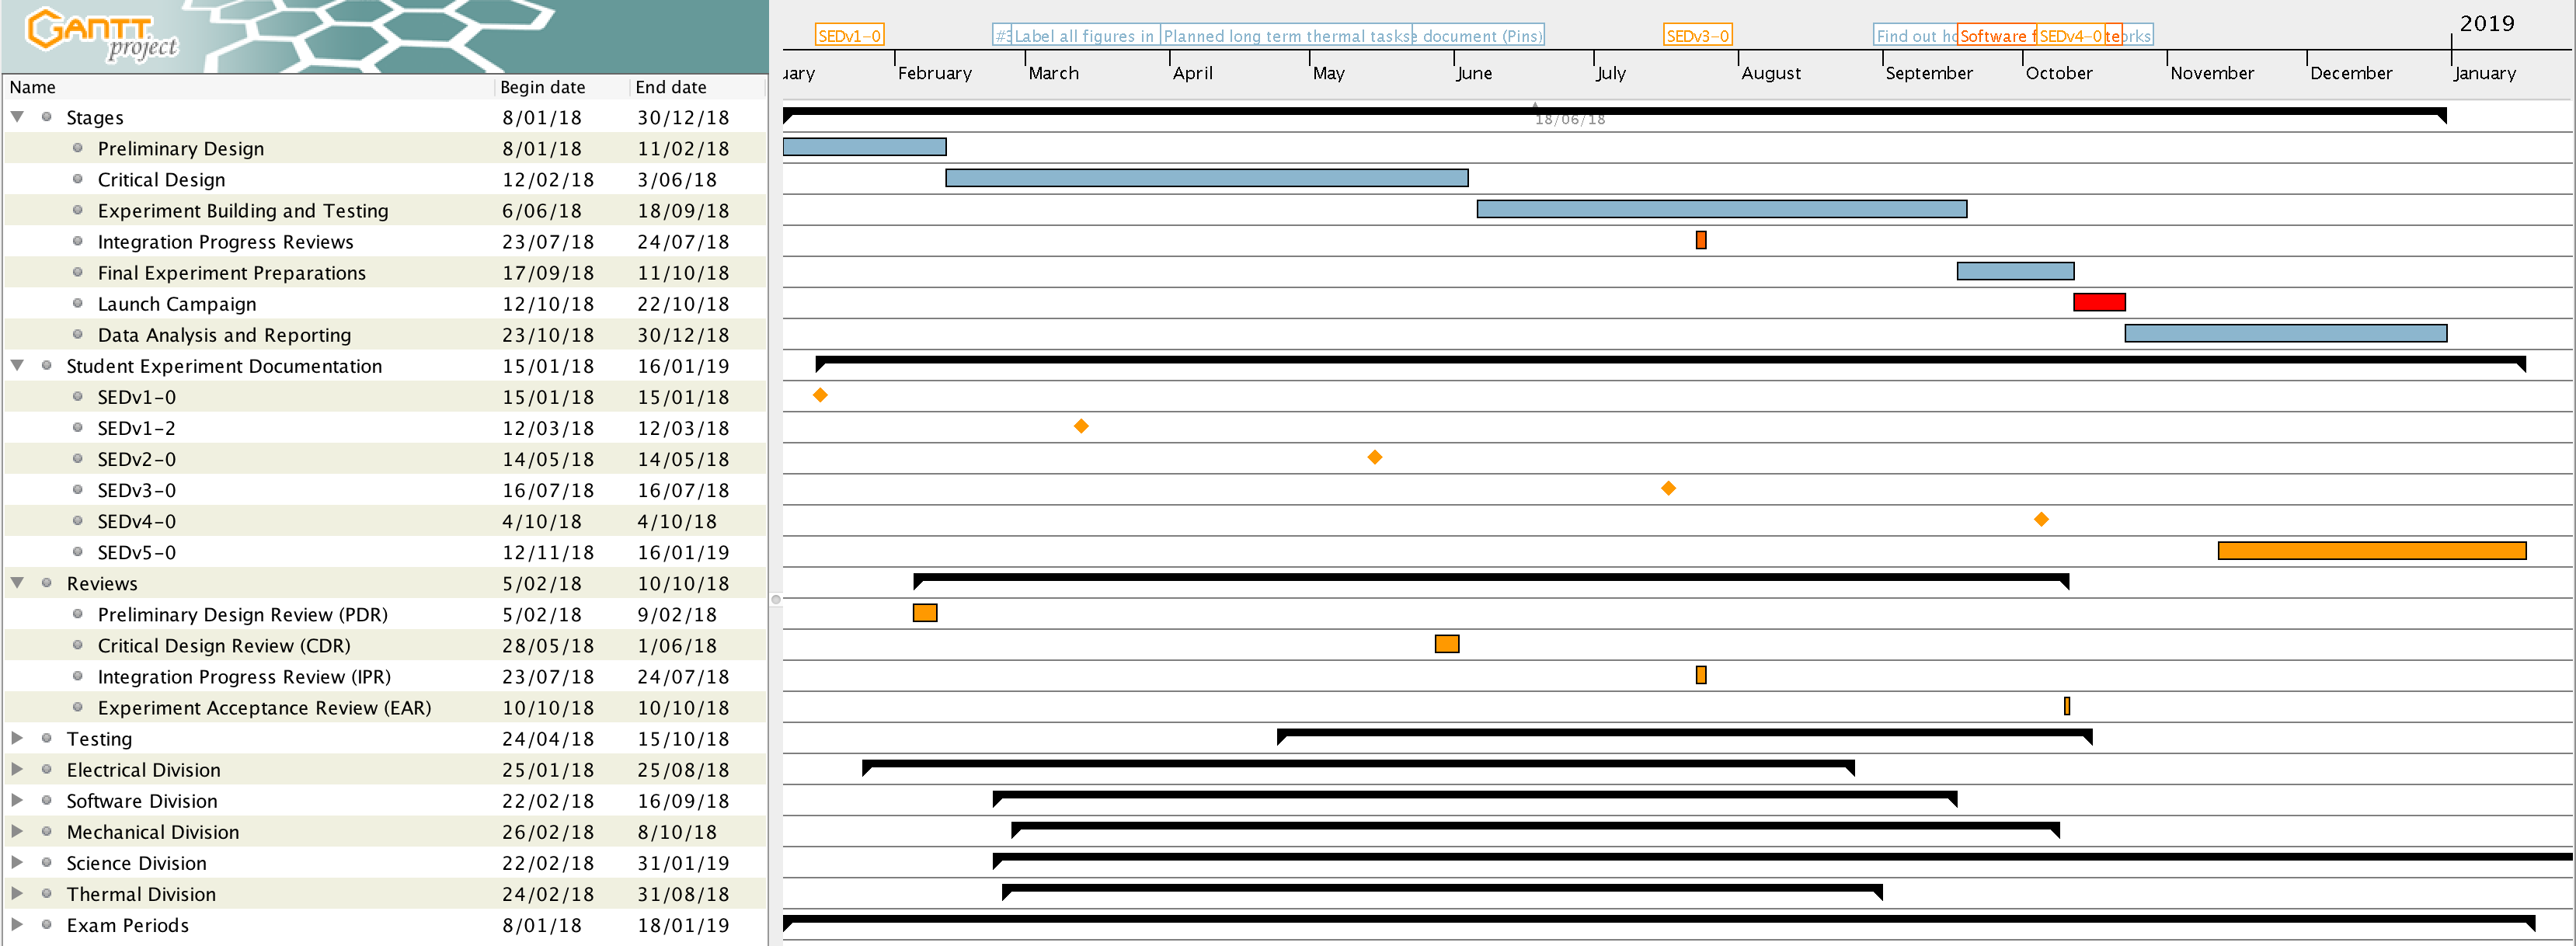 GANTT
project
2019
SEDv1-0 #3 Label all figures in Planned long term thermal tasks e document (Pins) SEDv3-0 Find out ho Software f SEDv4-0 te orks
uary February March April May June July August September October November December January
Name Begin date End date
18/06/18
Stages 8/01/18 30/12/18
Preliminary Design 8/01/18 11/02/18
Critical Design 12/02/18 3/06/18
Experiment Building and Testing 6/06/18 18/09/18
Integration Progress Reviews 23/07/18 24/07/18
Final Experiment Preparations 17/09/18 11/10/18
Launch Campaign 12/10/18 22/10/18
Data Analysis and Reporting 23/10/18 30/12/18
Student Experiment Documentation 15/01/18 16/01/19
SEDv1-0 15/01/18 15/01/18
SEDv1-2 12/03/18 12/03/18
SEDv2-0 14/05/18 14/05/18
SEDv3-0 16/07/18 16/07/18
SEDv4-0 4/10/18 4/10/18
SEDv5-0 12/11/18 16/01/19
Reviews 5/02/18 10/10/18
Preliminary Design Review (PDR) 5/02/18 9/02/18
Critical Design Review (CDR) 28/05/18 1/06/18
Integration Progress Review (IPR) 23/07/18 24/07/18
Experiment Acceptance Review (EAR) 10/10/18 10/10/18
Testing 24/04/18 15/10/18
Electrical Division 25/01/18 25/08/18
Software Division 22/02/18 16/09/18
Mechanical Division 26/02/18 8/10/18
Science Division 22/02/18 31/01/19
Thermal Division 24/02/18 31/08/18
Exam Periods 8/01/18 18/01/19